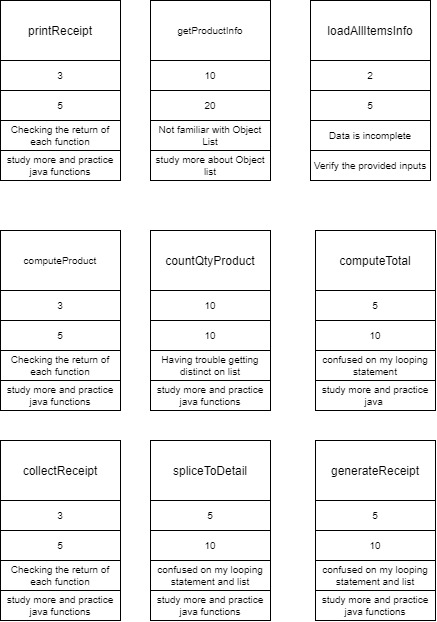 printReceipt
3
5
Checking the return of
each function
study more and practice
java functions
getProductInfo
10
20
Not familiar with Object
List
study more about Object
list
loadAllItemsInfo
2
5
Data is incomplete
Verify the provided inputs
computeProduct
3
5
Checking the return of
each function
study more and practice
java functions
countQtyProduct
10
10
Having trouble getting
distinct on list
study more and practice
java functions
computeTotal
5
10
confused on my looping
statement
study more and practice
java
collectReceipt
3
5
Checking the return of
each function
study more and practice
java functions
spliceToDetail
5
10
confused on my looping
statement and list
study more and practice
java functions
generateReceipt
5
10
confused on my looping
statement and list
study more and practice
java functions